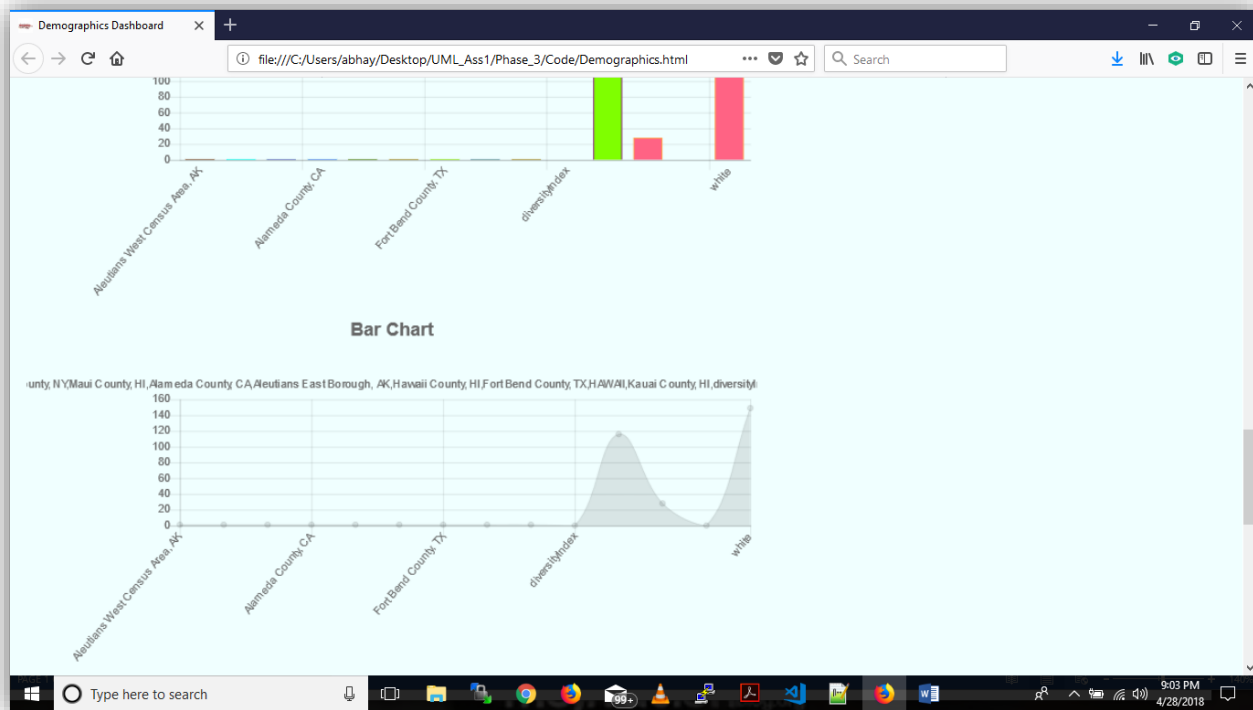 Demographics Dashboard
file:///C:/Users/abhay/Desktop/UML_Ass1/Phase_3/Code/Demographics.html
Search
100
80
60
40
20
0
Aleutians West Census Area, AK
Alameda County, CA
Fort Bend County, TX
diversityIndex
white
Bar Chart
unty, NY,Maui County, HI,Alameda County, CA,Aleutians East Borough, AK,Hawaii County, HI,Fort Bend County, TX,HAWAII,Kauai County, HI,diversityI
160
140
120
100
80
60
40
20
0
Aleutians West Census Area, AK
Alameda County, CA
Fort Bend County, TX
diversityIndex
white
Type here to search
99+
9:03 PM
4/28/2018